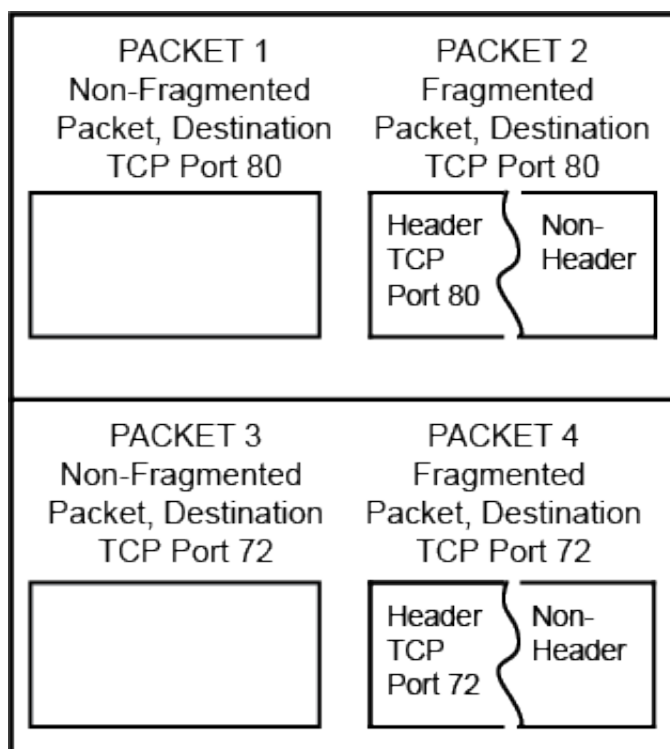 PACKET 1
Non-Fragmented
Packet, Destination
TCP Port 80
PACKET 2
Fragmented
Packet, Destination
TCP Port 80
Header
TCP
Port 80
Non-
Header
PACKET 3
Non-Fragmented
Packet, Destination
TCP Port 72
PACKET 4
Fragmented
Packet, Destination
TCP Port 72
Header
TCP
Port 72
Non-
Header